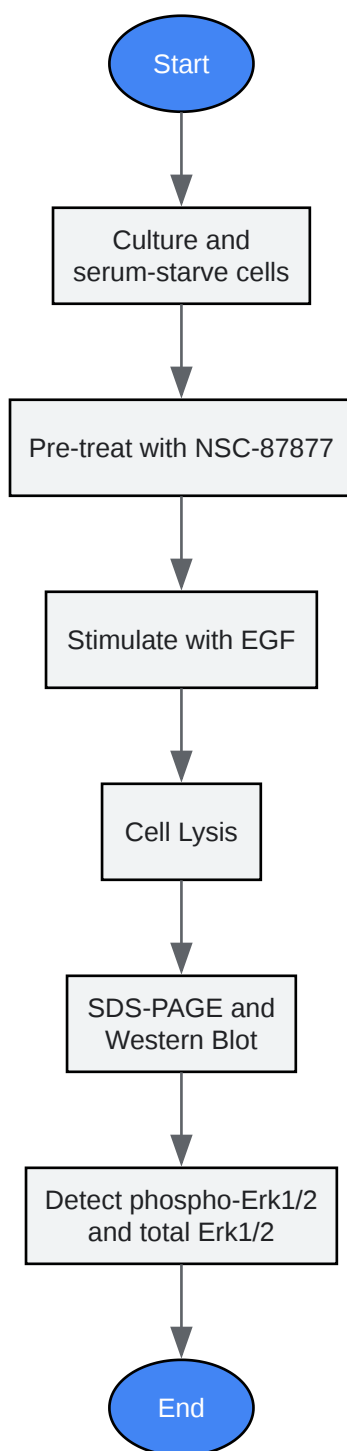 Start
Culture and
serum-starve cells
Pre-treat with NSC-87877
Stimulate with EGF
Cell Lysis
SDS-PAGE and
Western Blot
Detect phospho-Erk1/2
and total Erk1/2
End